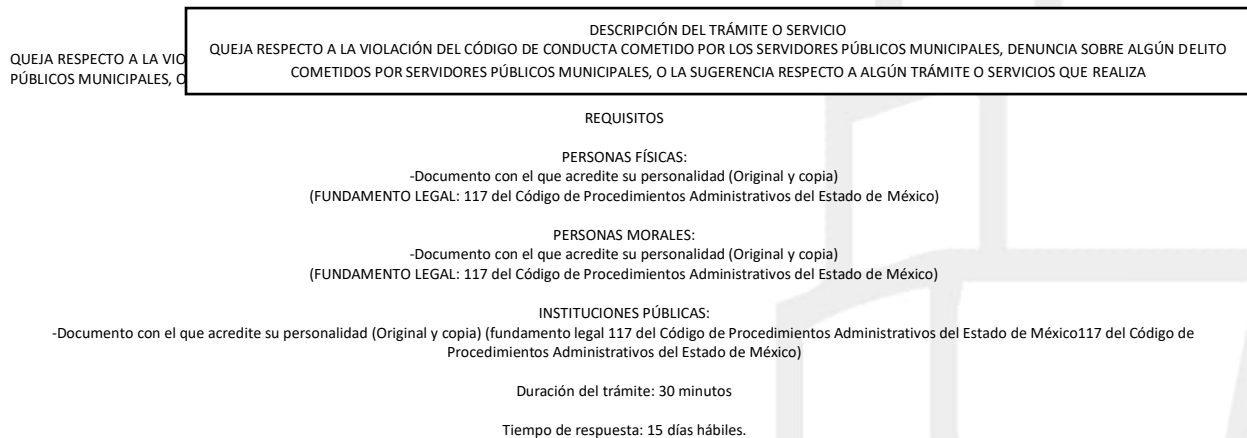 DESCRIPCIÓN DEL TRÁMITE O SERVICIO
QUEJA RESPECTO A LA VIOLACIÓN DEL CÓDIGO DE CONDUCTA COMETIDO POR LOS SERVIDORES PÚBLICOS MUNICIPALES, DENUNCIA SOBRE ALGÚN DELITO
COMETIDOS POR SERVIDORES PÚBLICOS MUNICIPALES, O LA SUGERENCIA RESPECTO A ALGÚN TRÁMITE O SERVICIOS QUE REALIZA
QUEJA RESPECTO A LA VIO
PÚBLICOS MUNICIPALES, O
REQUISITOS
PERSONAS FÍSICAS:
-Documento con el que acredite su personalidad (Original y copia)
(FUNDAMENTO LEGAL: 117 del Código de Procedimientos Administrativos del Estado de México)
PERSONAS MORALES:
-Documento con el que acredite su personalidad (Original y copia)
(FUNDAMENTO LEGAL: 117 del Código de Procedimientos Administrativos del Estado de México)
INSTITUCIONES PÚBLICAS:
-Documento con el que acredite su personalidad (Original y copia) (fundamento legal 117 del Código de Procedimientos Administrativos del Estado de México117 del Código de
Procedimientos Administrativos del Estado de México)
Duración del trámite: 30 minutos
Tiempo de respuesta: 15 días hábiles.